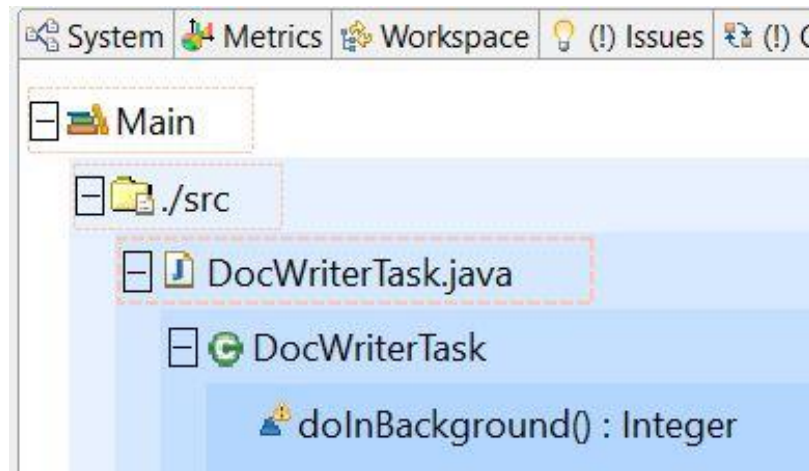 System Metrics Workspace (!) Issues (!)
Main
./src
DocWriterTask.java
DocWriterTask
doInBackground() : Integer